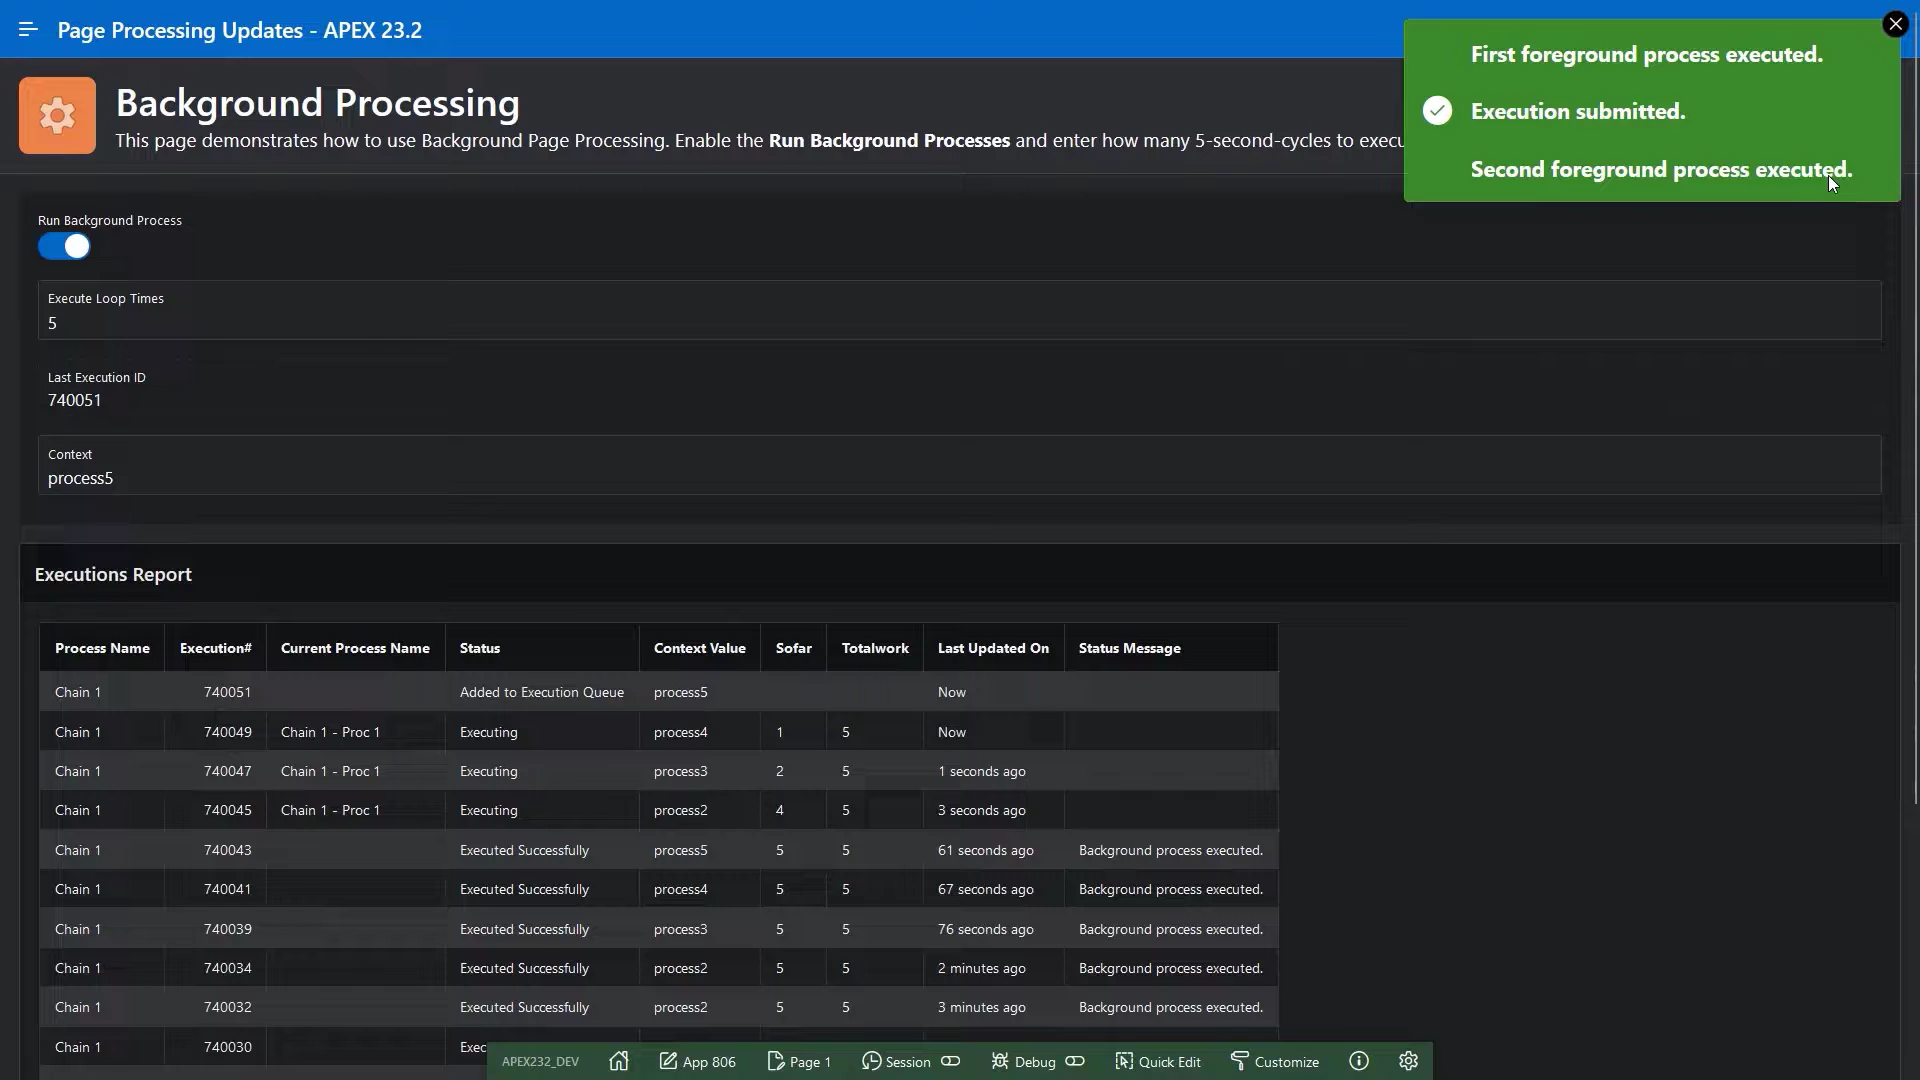 Page Processing Updates - APEX 23.2
First foreground process executed.
Execution submitted.
Second foreground process executed.
Background Processing
This page demonstrates how to use Background Page Processing. Enable the Run Background Processes and enter how many 5-second-cycles to execu
Run Background Process
Execute Loop Times
5
Last Execution ID
740051
Context
process5
Executions Report
Process Name Execution# Current Process Name Status Context Value Sofar Totalwork Last Updated On Status Message
Chain 1 740051 Added to Execution Queue process5 Now
Chain 1 740049 Chain 1 - Proc 1 Executing process4 1 5 Now
Chain 1 740047 Chain 1 - Proc 1 Executing process3 2 5 1 seconds ago
Chain 1 740045 Chain 1 - Proc 1 Executing process2 4 5 3 seconds ago
Chain 1 740043 Executed Successfully process5 5 5 61 seconds ago Background process executed.
Chain 1 740041 Executed Successfully process4 5 5 67 seconds ago Background process executed.
Chain 1 740039 Executed Successfully process3 5 5 76 seconds ago Background process executed.
Chain 1 740034 Executed Successfully process2 5 5 2 minutes ago Background process executed.
Chain 1 740032 Executed Successfully process2 5 5 3 minutes ago Background process executed.
Chain 1 740030 Exec
APEX232_DEV App 806 Page 1 Session Debug Quick Edit Customize